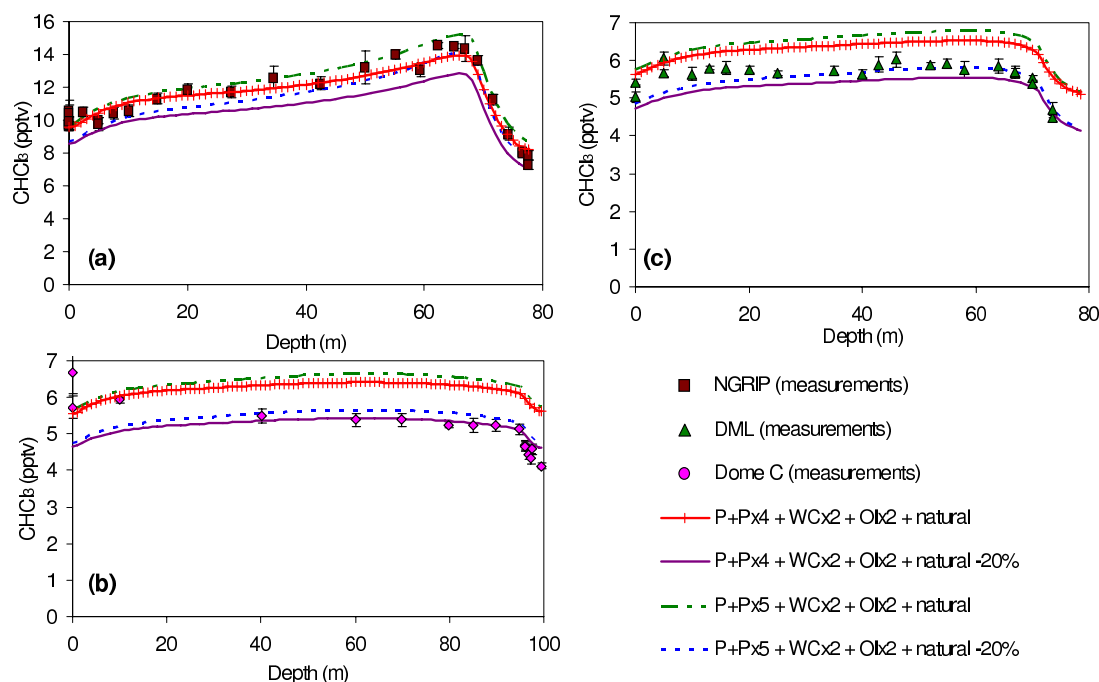 16
14
12
10
8
6
4
2
0
CHCl3 (pptv)
(a)
0 20 40 60 80
Depth (m)
7
6
5
4
3
2
1
0
CHCl3 (pptv)
(c)
0 20 40 60 80
Depth (m)
7
6
5
4
3
2
1
0
CHCl3 (pptv)
(b)
0 20 40 60 80 100
Depth (m)
NGRIP (measurements)
DML (measurements)
Dome C (measurements)
P+Px4 + WCx2 + OIx2 + natural
P+Px4 + WCx2 + OIx2 + natural -20%
P+Px5 + WCx2 + OIx2 + natural
P+Px5 + WCx2 + OIx2 + natural -20%